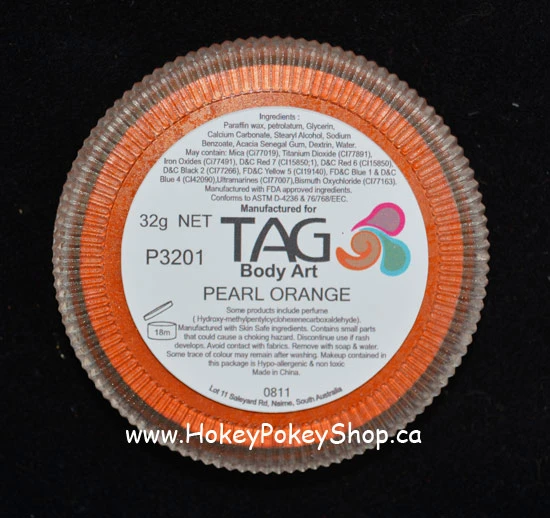 Ingredients :
Paraffin wax, petrolatum, Glycerin,
Calcium Carbonate, Stearyl Alcohol, Sodium
Benzoate, Acacia Senegal Gum, Dextrin, Water.
May contain: Mica (Ci77019), Titanium Dioxide (CI77891),
Iron Oxides (Ci77491), D&C Red 7 (CI15850;1), D&C Red 6 (CI15850)
D&C Black 2 (CI77266), FD&C Yellow 5 (CI19140), FD&C Blue 1 & D&C
Blue 4 (CI42090),Ultramarines (CI77007),Bismuth Oxychloride (CI77163).
Manufactured with FDA approved ingredients.
Conforms to ASTM D-4236 & 76/768/EEC.
Manufactured for
32g NET
TAG
P3201
Body Art
PEARL ORANGE
Some products include perfume
( Hydroxy-methylpentylcyclohexenecarboxaldehyde).
Manufactured with Skin Safe ingredients. Contains small parts
that could cause a choking hazard. Discontinue use if rash
develops. Avoid contact with fabrics. Remove with soap & water.
Some trace of colour may remain after washing. Makeup contained in
this package is Hypo-allergenic & non toxic
18m
Made in China.
0811
Lot 11 Saleyard Rd, Nairne, South Australia
www.HokeyPokeyShop.ca